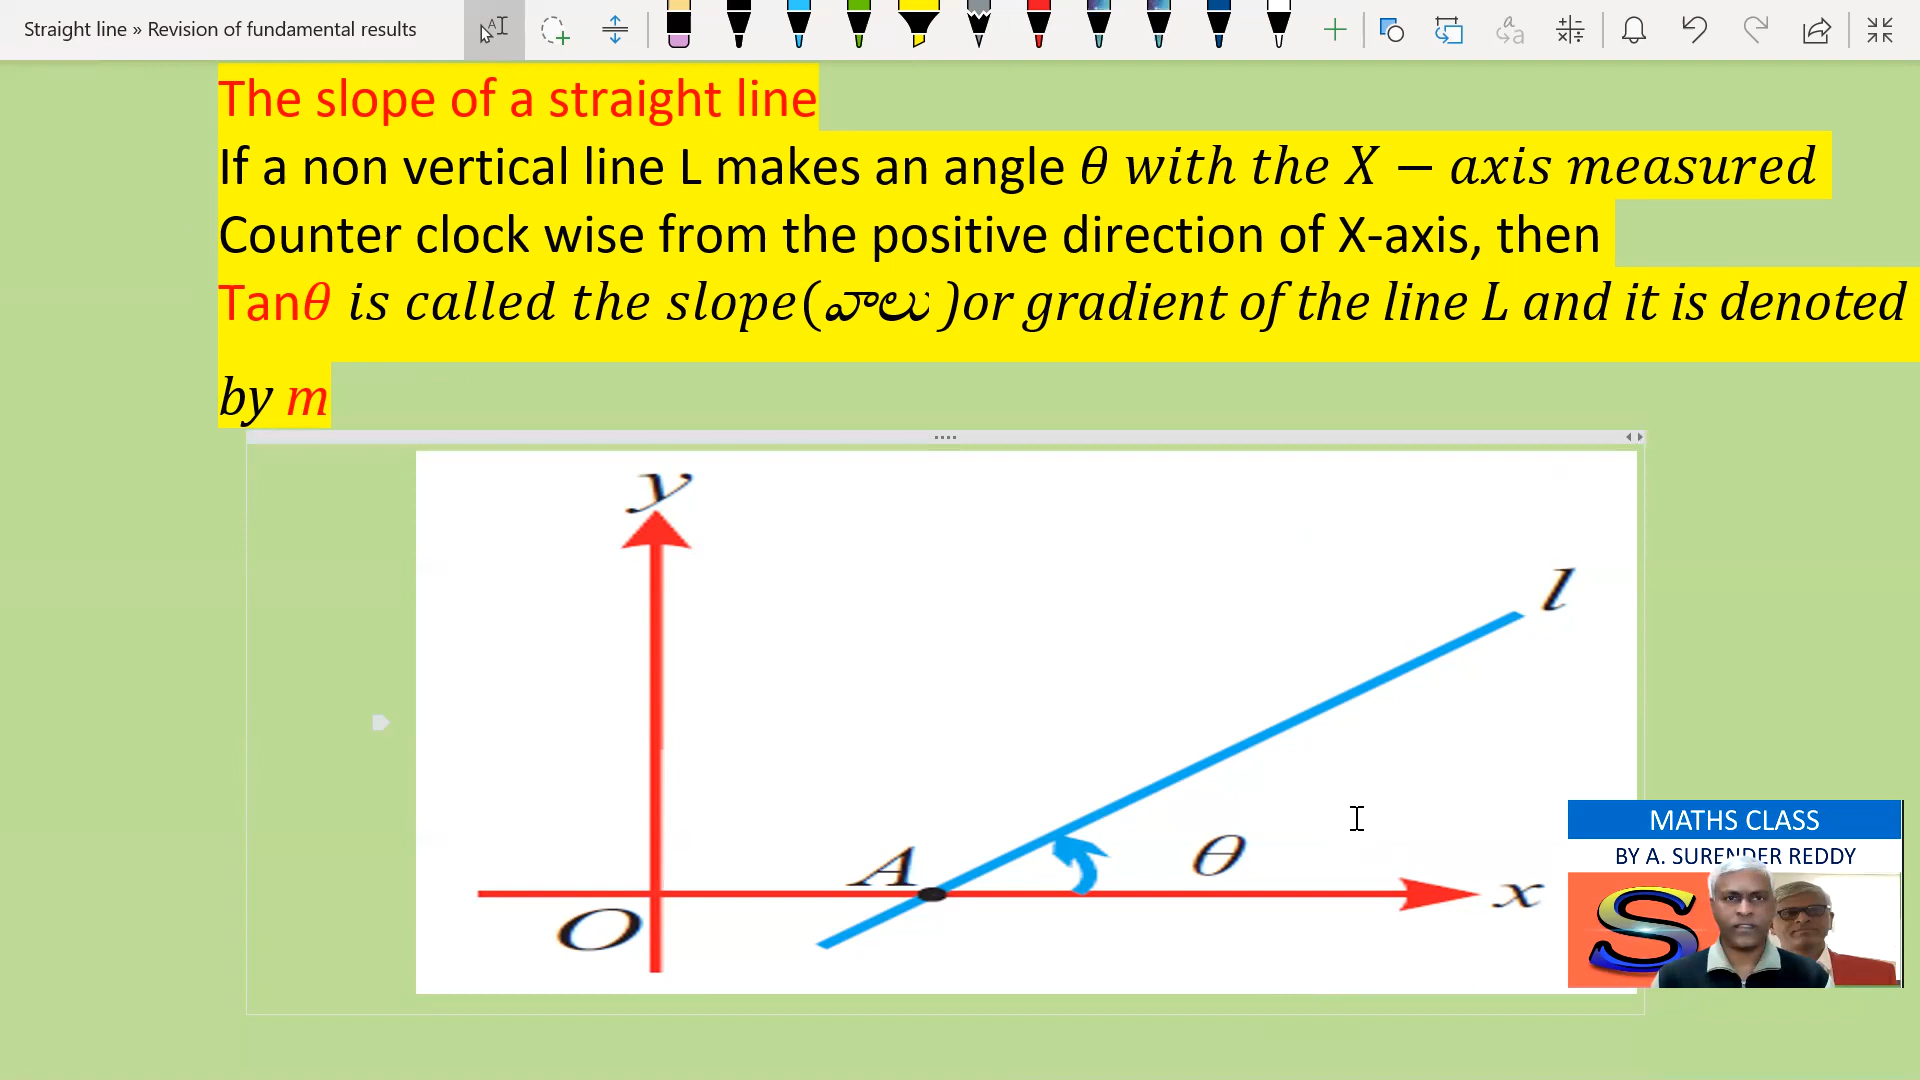 Straight line » Revision of fundamental results
The slope of a straight line
If a non vertical line L makes an angle θ with the X − axis measured
Counter clock wise from the positive direction of X-axis, then
Tanθ is called the slope(వాలు )or gradient of the line L and it is denoted
by m
y
l
A
θ
x
O
MATHS CLASS
BY A. SURENDER REDDY
S